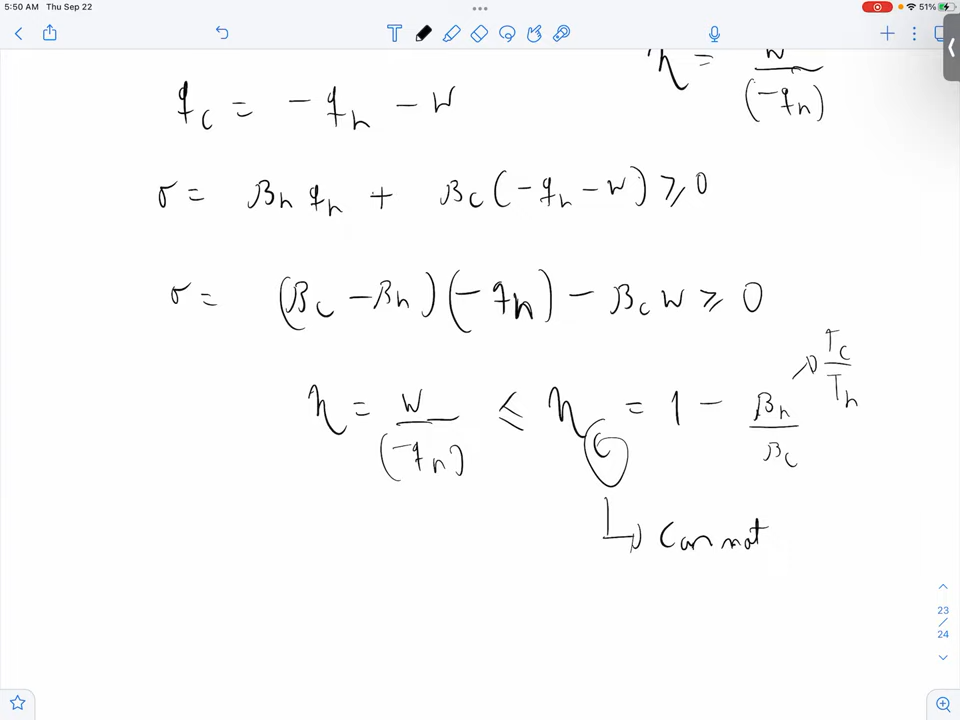 5:50 AM Thu Sep 22
51%
η = w / (-q_h)
q_c = - q_h - w
σ = β_h q_h + β_c (- q_h - w) ≥ 0
σ = (β_c - β_h)(- q_h) - β_c w ≥ 0
η = w / (-q_h) ≤ η_C = 1 - β_h / β_c → T_c / T_h
↳ Carnot
23
/
24